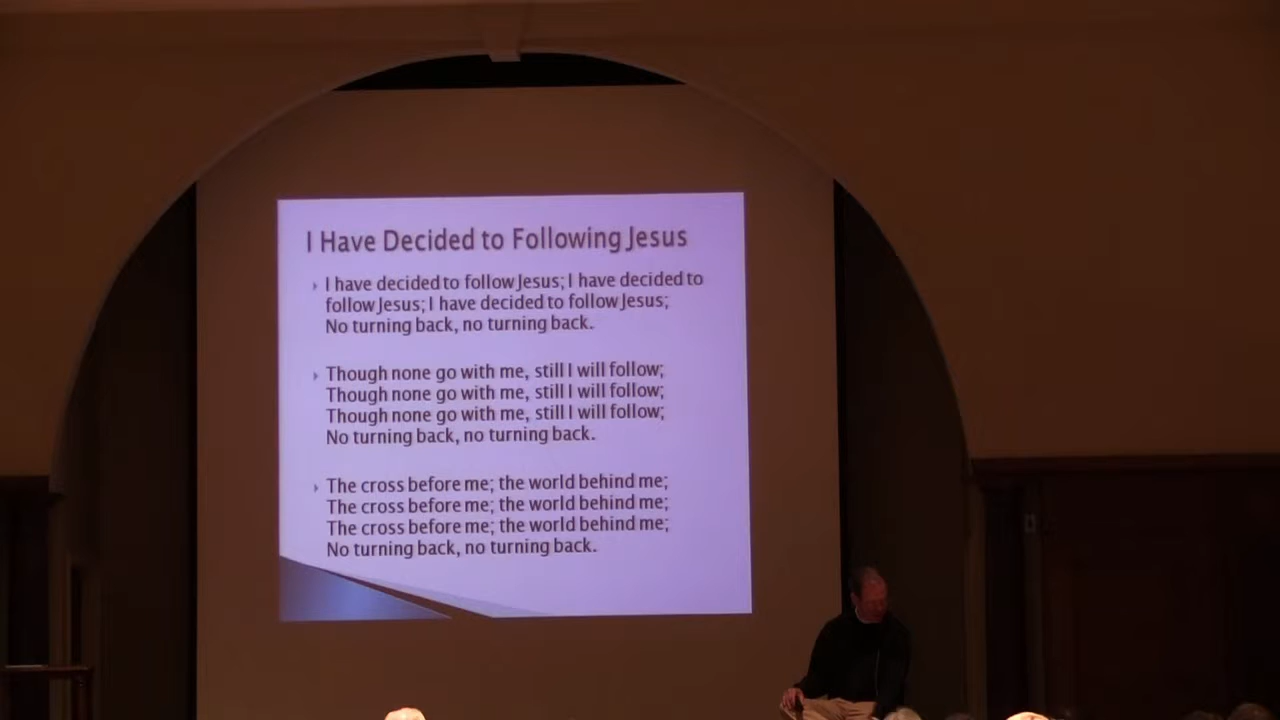 I Have Decided to Following Jesus
I have decided to follow Jesus; I have decided to
follow Jesus; I have decided to follow Jesus;
No turning back, no turning back.
Though none go with me, still I will follow;
Though none go with me, still I will follow;
Though none go with me, still I will follow;
No turning back, no turning back.
The cross before me; the world behind me;
The cross before me; the world behind me;
The cross before me; the world behind me;
No turning back, no turning back.